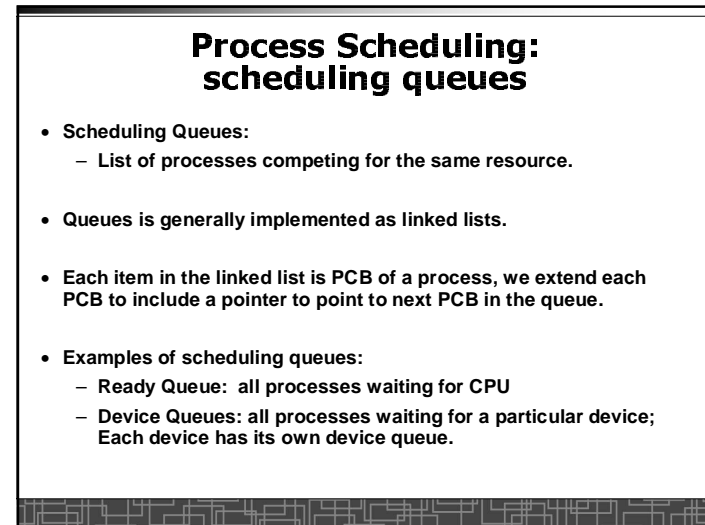 Process Scheduling:
scheduling queues
• Scheduling Queues:
– List of processes competing for the same resource.
• Queues is generally implemented as linked lists.
• Each item in the linked list is PCB of a process, we extend each
PCB to include a pointer to point to next PCB in the queue.
• Examples of scheduling queues:
– Ready Queue: all processes waiting for CPU
– Device Queues: all processes waiting for a particular device;
Each device has its own device queue.